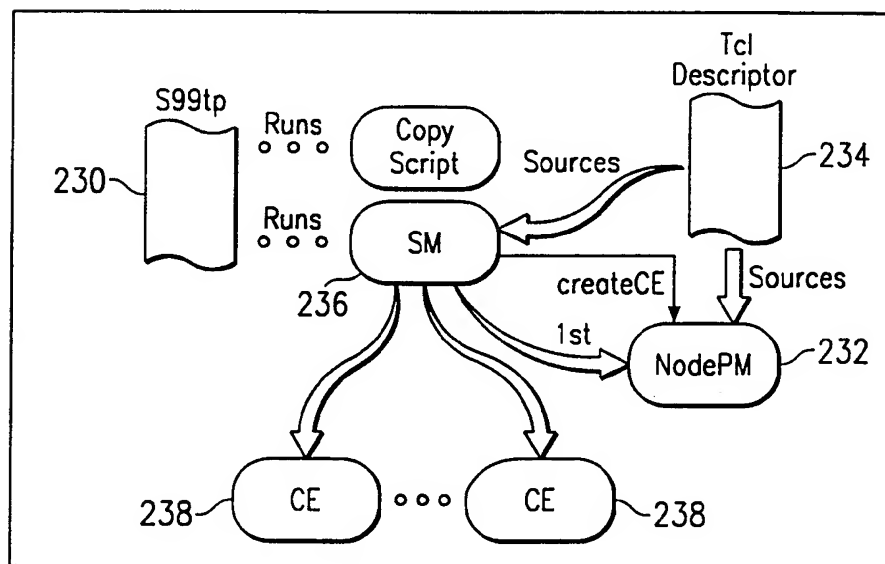 Tcl
Descriptor
S99tp
Runs
Copy
Script
Sources
234
230
Runs
SM
236
createCE
Sources
1st
NodePM
232
CE
CE
238
238